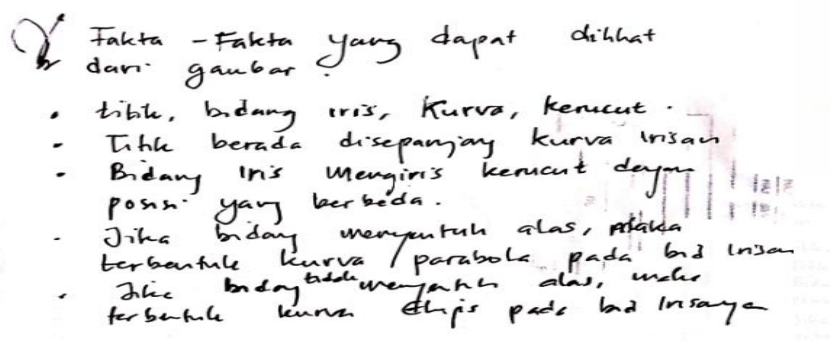 Fakta - Fakta yang dapat dilihat
dari gambar :
• titik, bidang iris, Kurva, kerucut.
- Titik berada disepanjang kurva irisan
- Bidang Iris Mengiris kerucut dengan
posisi yang berbeda.
- Jika bidang menyentuh alas, maka
terbentuk kurva / parabola pada bid Irisan
• Jika bidang tidak menyentuh alas, maka
terbentuk kurva Elips pada bid Irisanya